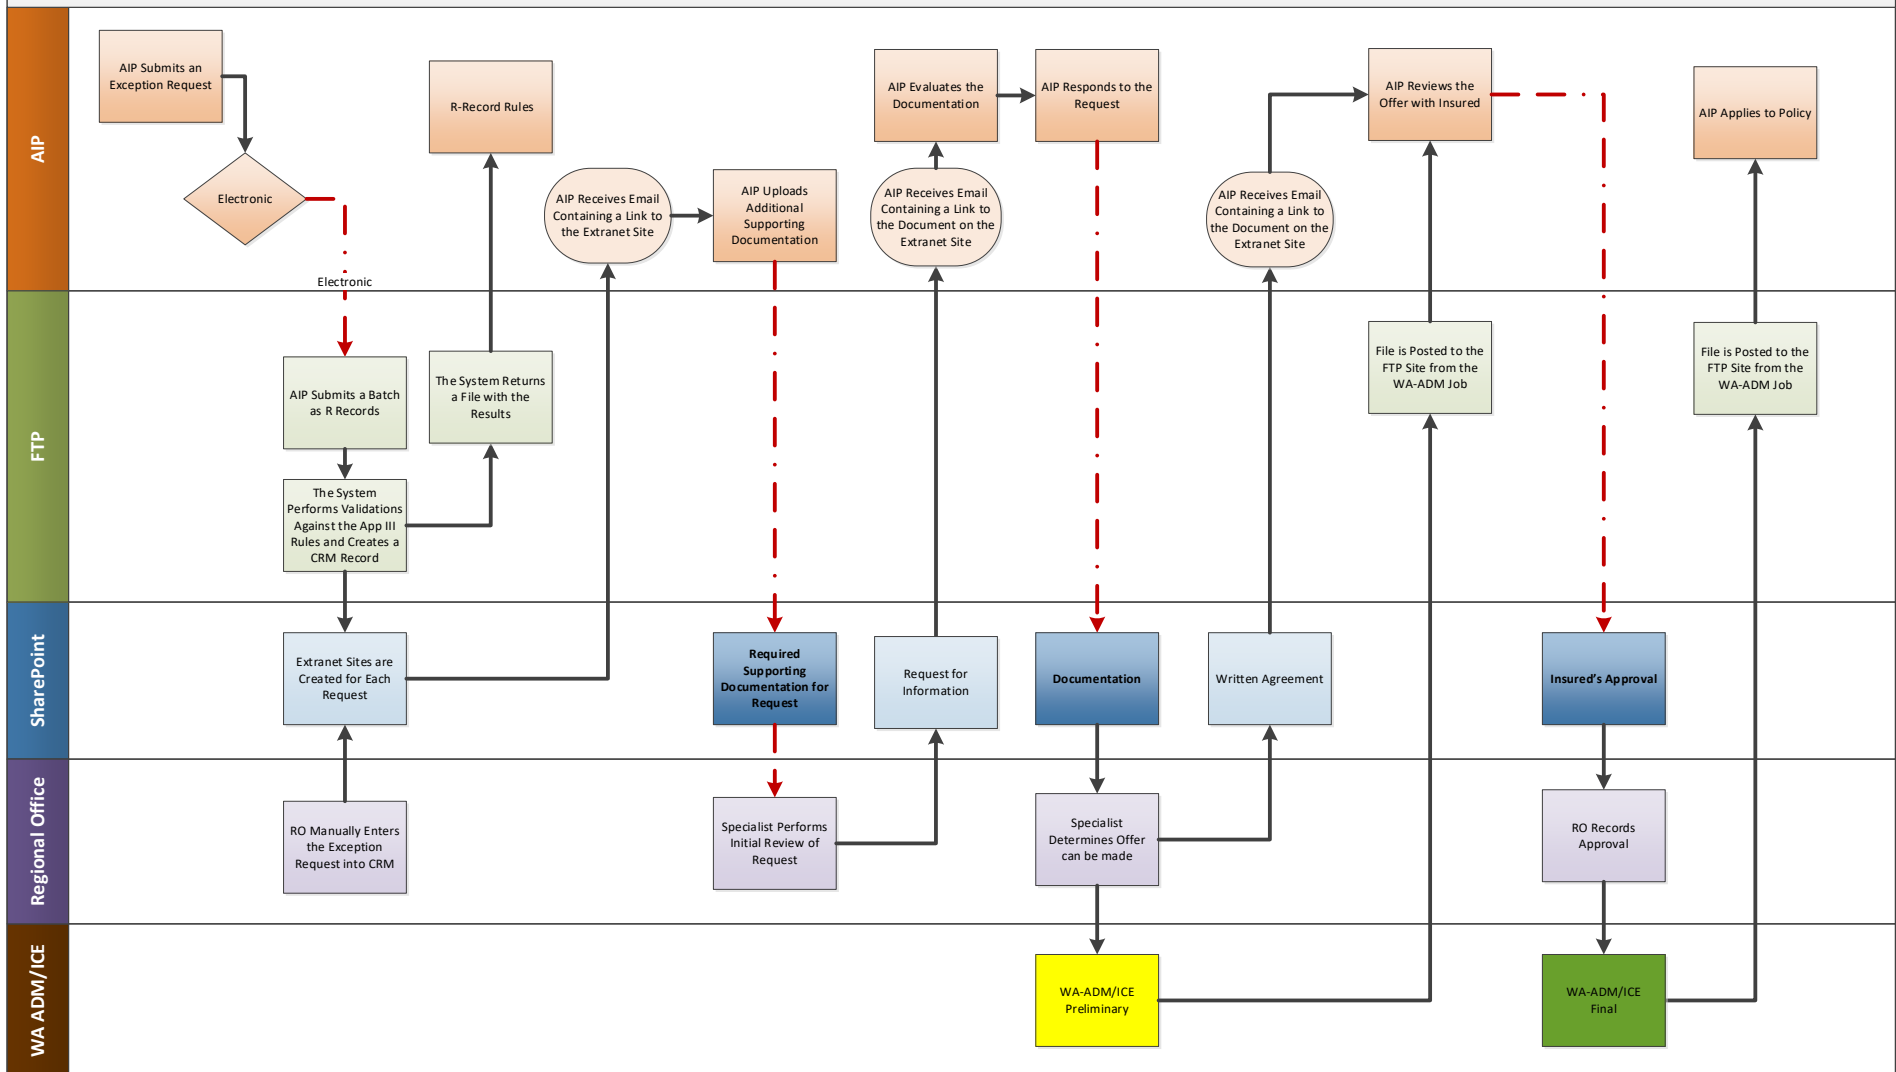 AIP
AIP Submits an
Exception Request
Electronic
Electronic
R-Record Rules
AIP Receives Email
Containing a Link to
the Extranet Site
AIP Uploads
Additional
Supporting
Documentation
AIP Evaluates the
Documentation
AIP Receives Email
Containing a Link to
the Document on the
Extranet Site
AIP Responds to the
Request
AIP Receives Email
Containing a Link to
the Document on the
Extranet Site
AIP Reviews the
Offer with Insured
AIP Applies to Policy
FTP
AIP Submits a Batch
as R Records
The System
Performs Validations
Against the App III
Rules and Creates a
CRM Record
The System Returns
a File with the
Results
File is Posted to the
FTP Site from the
WA-ADM Job
File is Posted to the
FTP Site from the
WA-ADM Job
SharePoint
Extranet Sites are
Created for Each
Request
Required
Supporting
Documentation for
Request
Request for
Information
Documentation
Written Agreement
Insured's Approval
Regional Office
RO Manually Enters
the Exception
Request into CRM
Specialist Performs
Initial Review of
Request
Specialist
Determines Offer
can be made
RO Records
Approval
WA ADM/ICE
WA-ADM/ICE
Preliminary
WA-ADM/ICE
Final